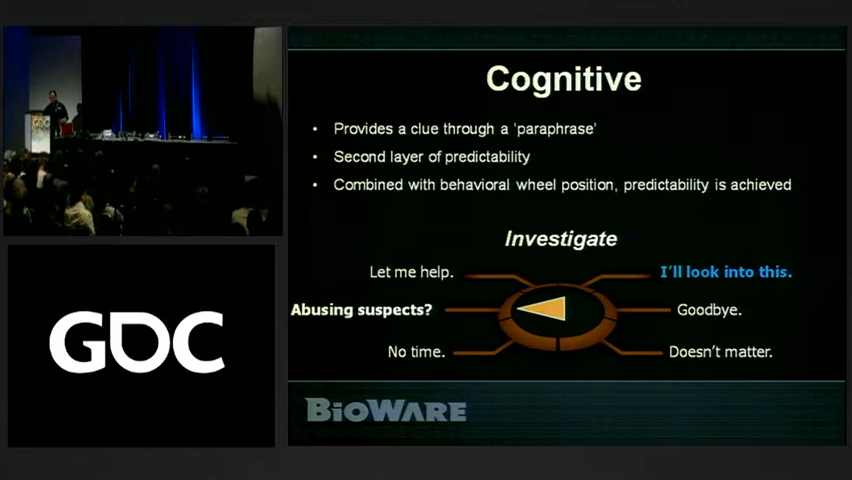 Cognitive
• Provides a clue through a 'paraphrase'
• Second layer of predictability
• Combined with behavioral wheel position, predictability is achieved
Investigate
Let me help.
I'll look into this.
Abusing suspects?
Goodbye.
No time.
Doesn't matter.
BIOWARE
GDC